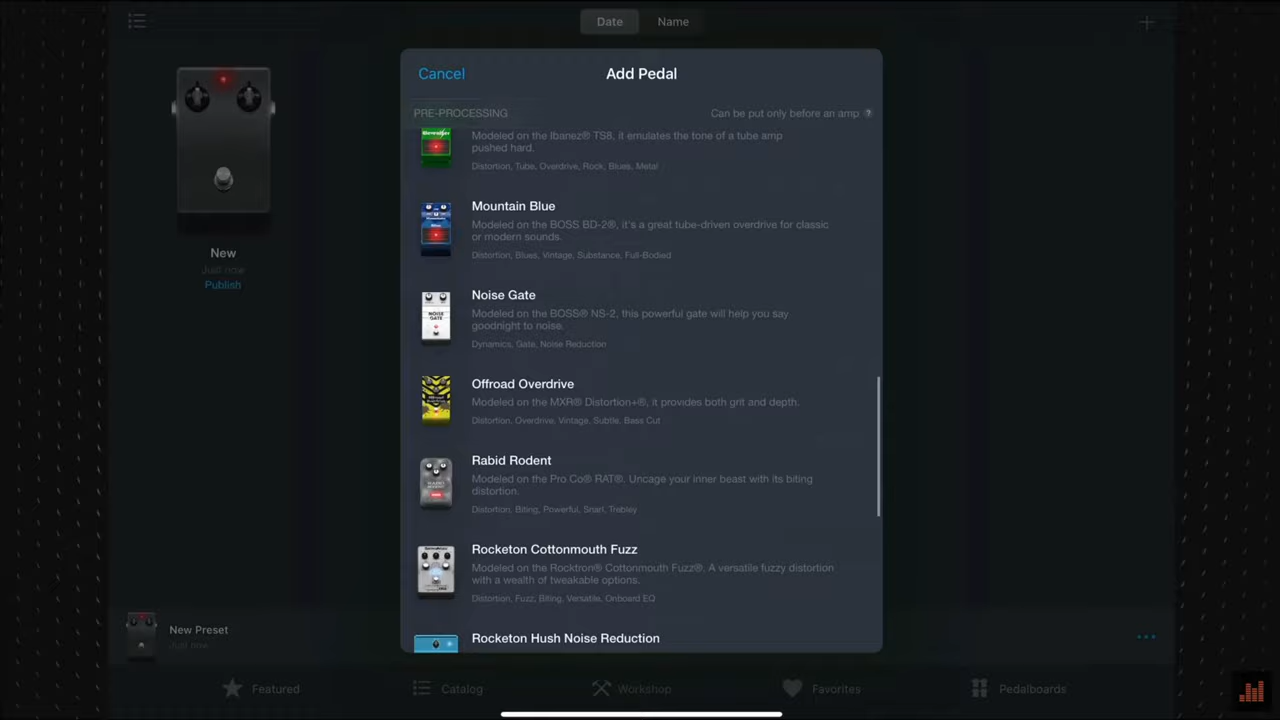 Date Name
Cancel Add Pedal
PRE-PROCESSING Can be put only before an amp ?
Modeled on the Ibanez® TS8, it emulates the tone of a tube amp
pushed hard.
Distortion, Tube, Overdrive, Rock, Blues, Metal
Mountain Blue
Modeled on the BOSS BD-2®, it's a great tube-driven overdrive for classic
or modern sounds.
Distortion, Blues, Vintage, Substance, Full-Bodied
Noise Gate
NOISE
GATE
Modeled on the BOSS® NS-2, this powerful gate will help you say
goodnight to noise.
Dynamics, Gate, Noise Reduction
Offroad Overdrive
Modeled on the MXR® Distortion+®, it provides both grit and depth.
Distortion, Overdrive, Vintage, Subtle, Bass Cut
Rabid Rodent
Modeled on the Pro Co® RAT®. Uncage your inner beast with its biting
distortion.
Distortion, Biting, Powerful, Snarl, Trebley
Rocketon Cottonmouth Fuzz
Modeled on the Rocktron® Cottonmouth Fuzz®. A versatile fuzzy distortion
with a wealth of tweakable options.
Distortion, Fuzz, Biting, Versatile, Onboard EQ
Rocketon Hush Noise Reduction
New
Just now
Publish
New Preset
Just now
Featured Catalog Workshop Favorites Pedalboards